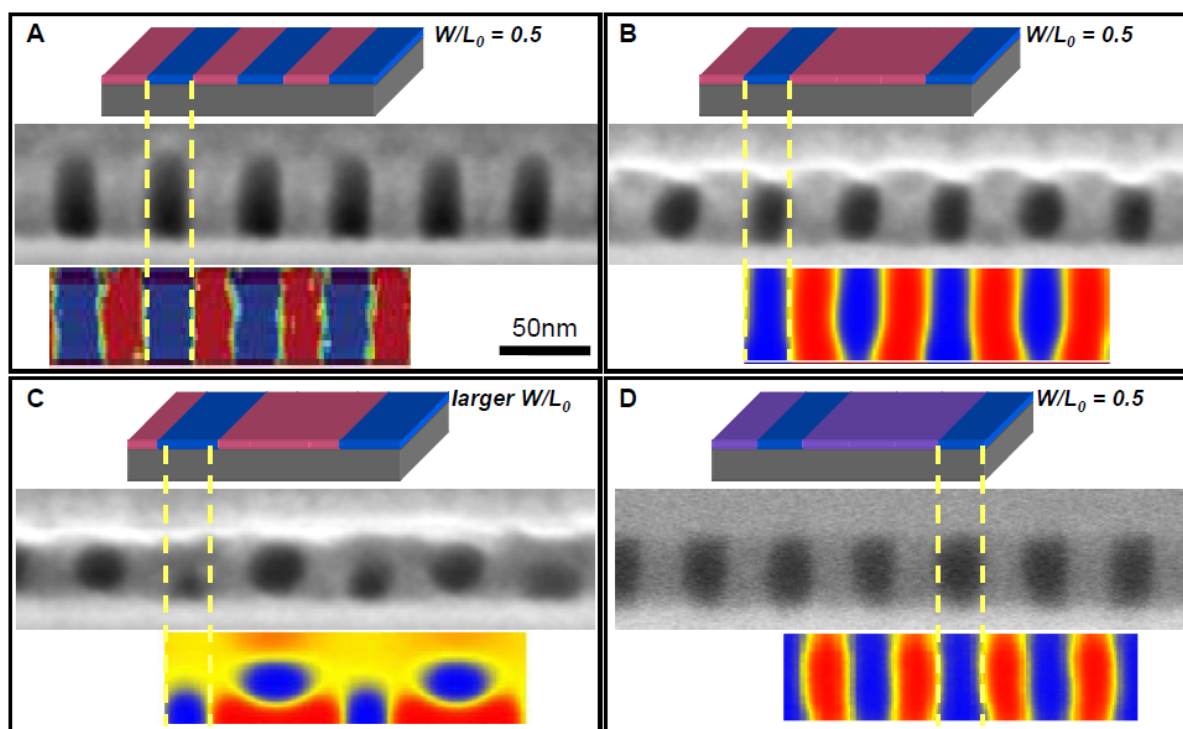 A
W/L₀ = 0.5
B
W/L₀ = 0.5
50nm
C
larger W/L₀
D
W/L₀ = 0.5